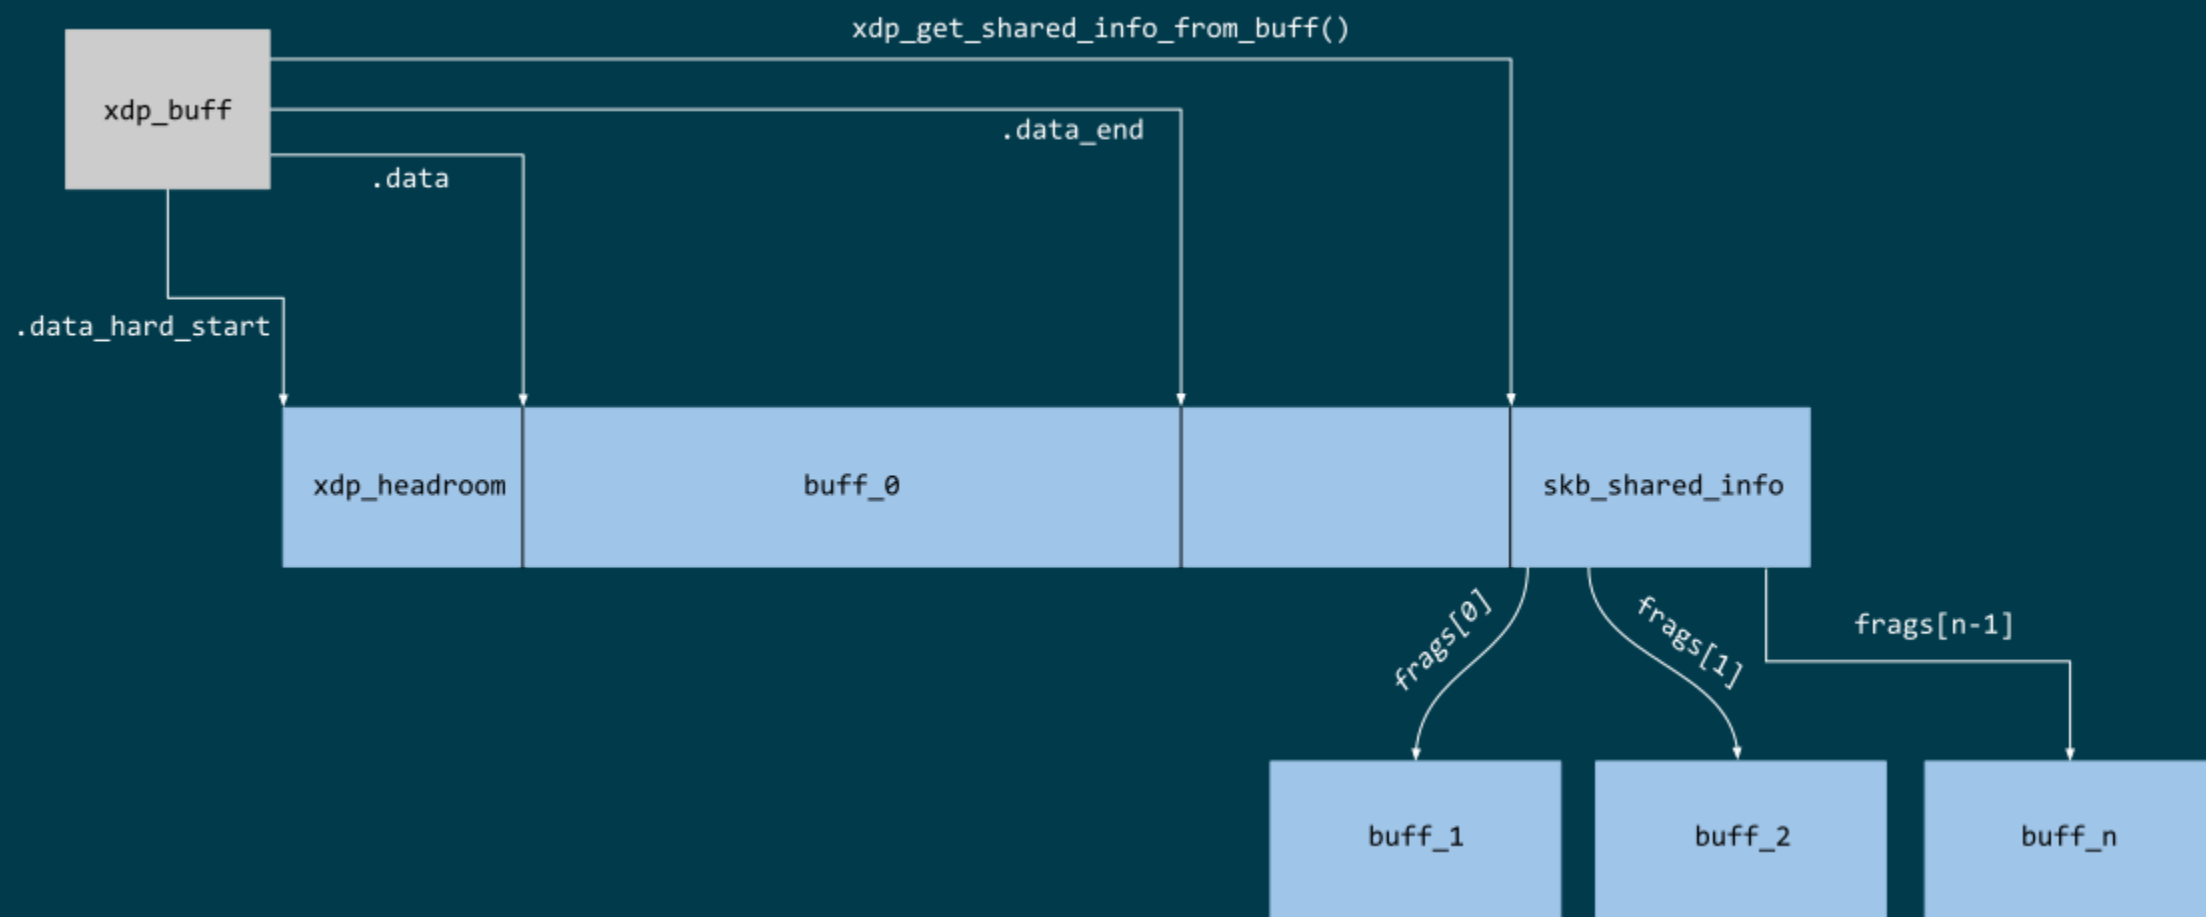 xdp_get_shared_info_from_buff()
xdp_buff
.data_end
.data
.data_hard_start
xdp_headroom
buff_0
skb_shared_info
frags[0]
frags[1]
frags[n-1]
buff_1
buff_2
buff_n